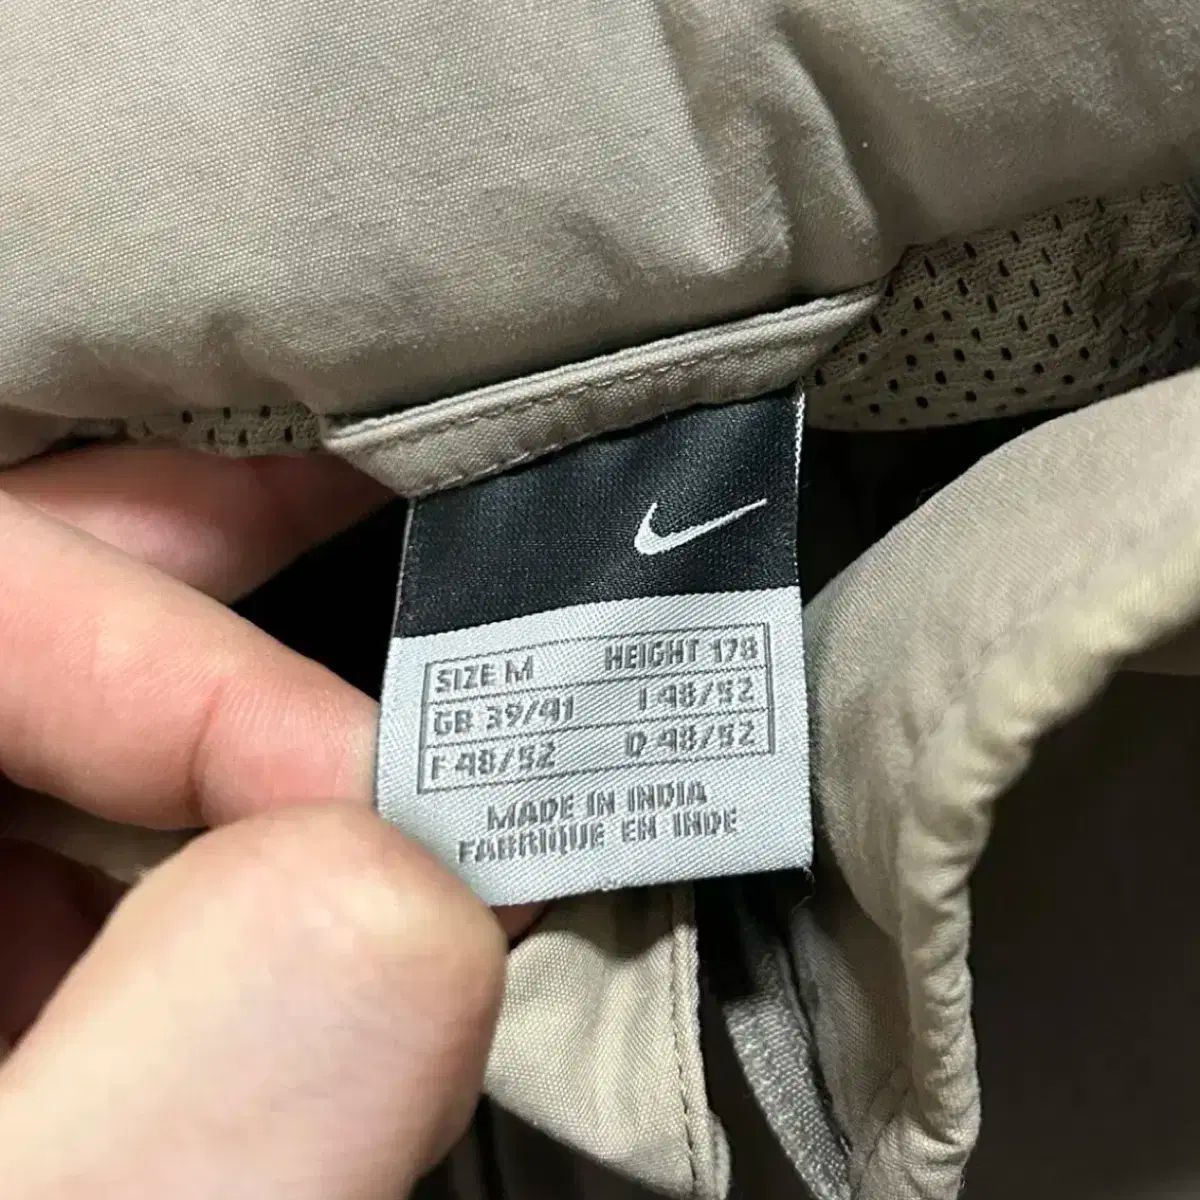 SIZE M HEIGHT 178
GB 39/41 I 48/52
F 48/52 D 48/52
MADE IN INDIA
FABRIQUE EN INDE